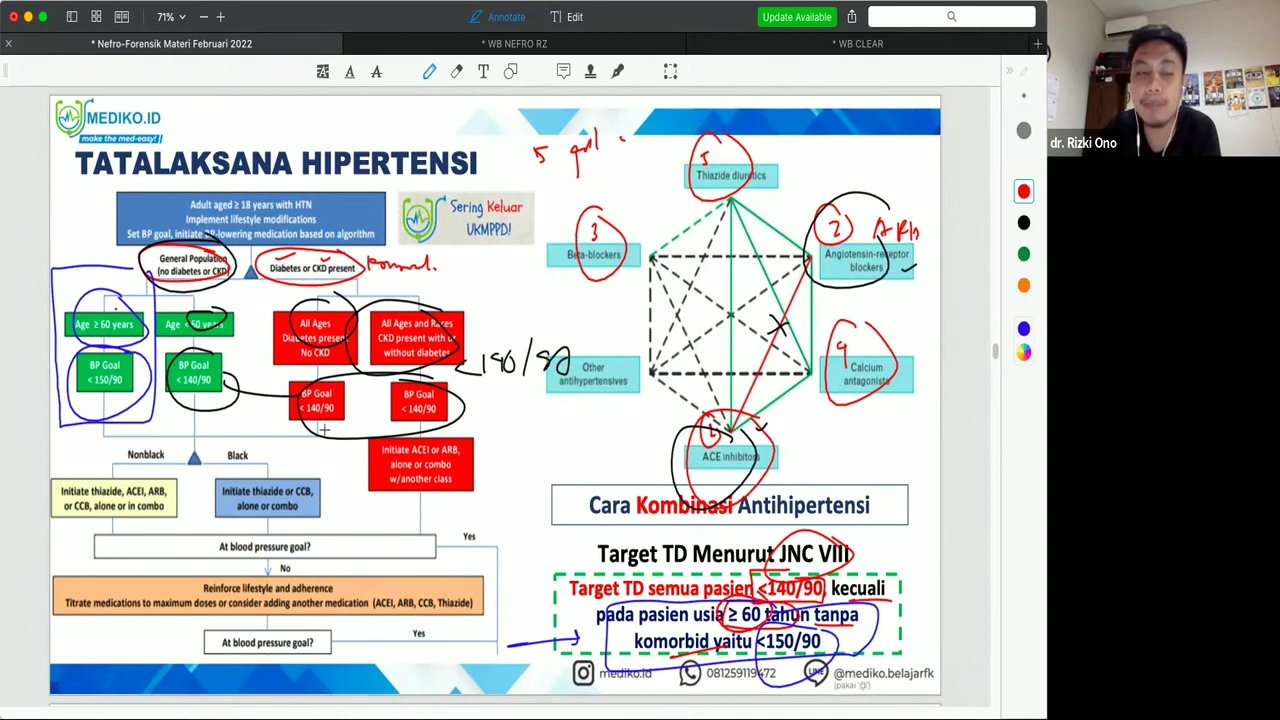 71%
Annotate
Edit
Update Available
* Nefro-Forensik Materi Februari 2022
* WB NEFRO RZ
* WB CLEAR
MEDIKO.ID
make the med-easy!
TATALAKSANA HIPERTENSI
Adult aged ≥ 18 years with HTN
Implement lifestyle modifications
Set BP goal, initiate BP-lowering medication based on algorithm
Sering Keluar
UKMPPD!
General Population
(no diabetes or CKD)
Diabetes or CKD present
Age ≥ 60 years
Age < 60 years
All Ages
Diabetes present
No CKD
All Ages and Races
CKD present with or
without diabetes
BP Goal
< 150/90
BP Goal
< 140/90
BP Goal
< 140/90
BP Goal
< 140/90
Nonblack
Black
Initiate thiazide, ACEI, ARB,
or CCB, alone or in combo
Initiate thiazide or CCB,
alone or combo
Initiate ACEI or ARB,
alone or combo
w/another class
At blood pressure goal?
Yes
No
Reinforce lifestyle and adherence
Titrate medications to maximum doses or consider adding another medication (ACEI, ARB, CCB, Thiazide)
At blood pressure goal?
Yes
5 gol
5
Thiazide diuretics
3
Beta-blockers
2
Angiotensin-receptor
blockers
Other
antihypertensives
4
Calcium
antagonists
ACE inhibitors
Cara Kombinasi Antihipertensi
Target TD Menurut JNC VIII
Target TD semua pasien <140/90, kecuali
pada pasien usia ≥ 60 tahun tanpa
komorbid yaitu <150/90
mediko.id
081259119472
@mediko.belajarfk
(pakai '@')
dr. Rizki Ono